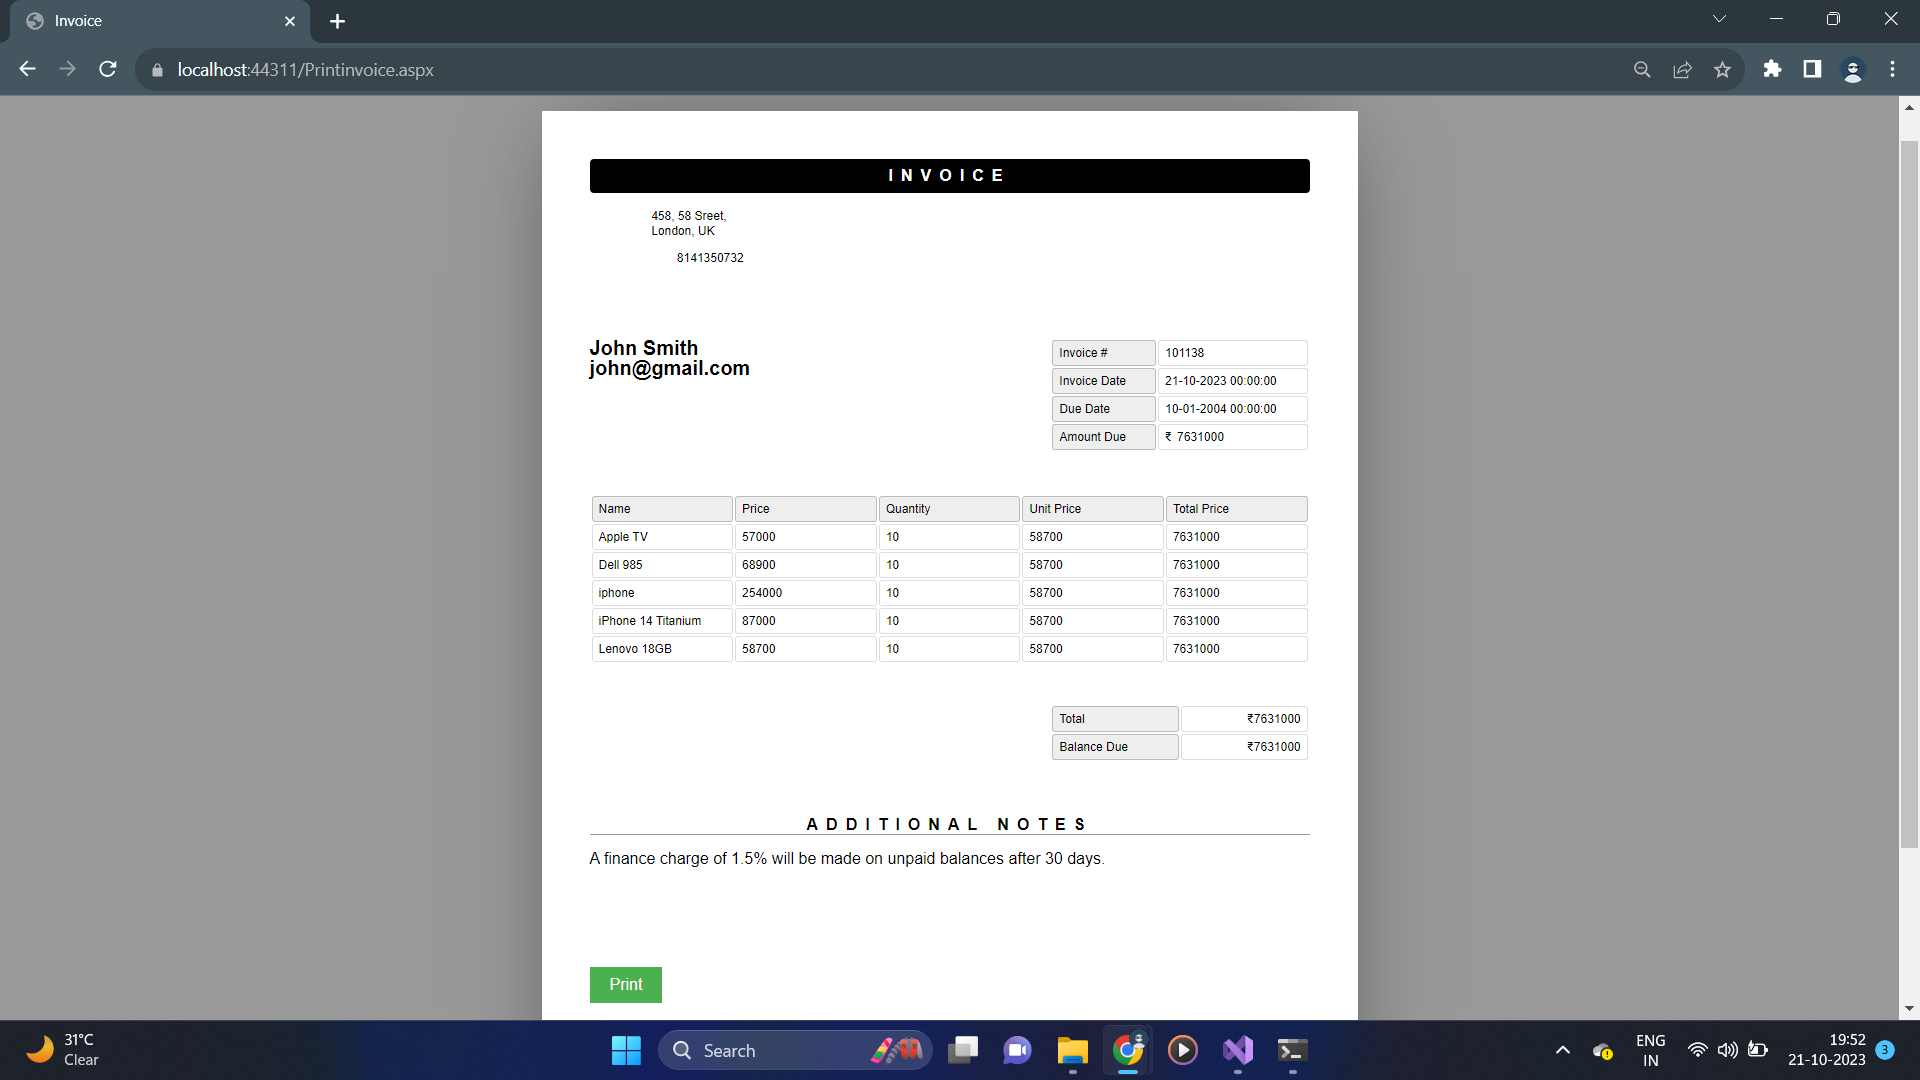 Invoice
localhost:44311/Printinvoice.aspx
INVOICE
458, 58 Sreet,
London, UK
8141350732
John Smith
john@gmail.com
Invoice # 101138
Invoice Date 21-10-2023 00:00:00
Due Date 10-01-2004 00:00:00
Amount Due ₹ 7631000
Name Price Quantity Unit Price Total Price
Apple TV 57000 10 58700 7631000
Dell 985 68900 10 58700 7631000
iphone 254000 10 58700 7631000
iPhone 14 Titanium 87000 10 58700 7631000
Lenovo 18GB 58700 10 58700 7631000
Total ₹7631000
Balance Due ₹7631000
ADDITIONAL NOTES
A finance charge of 1.5% will be made on unpaid balances after 30 days.
Print
31°C
Clear
Search
ENG
IN
19:52
21-10-2023
3